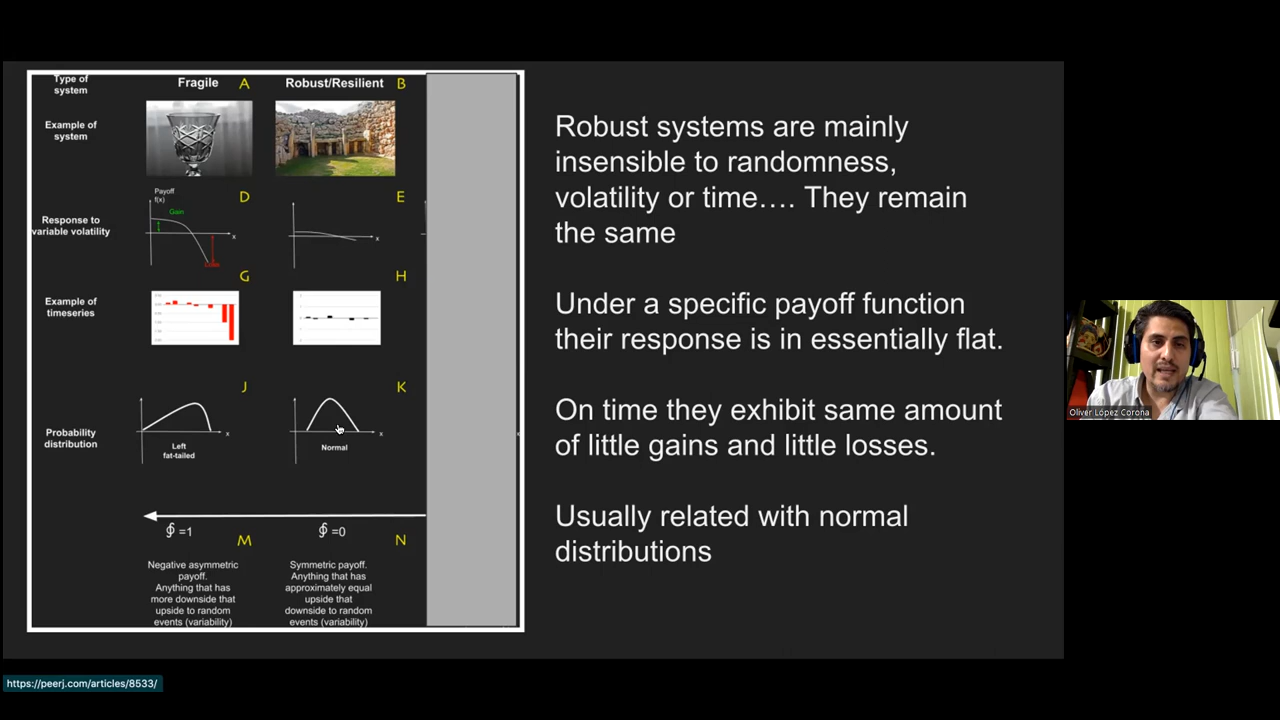 Type of
system
Fragile
A
Robust/Resilient
B
Example of
system
Response to
variable volatility
Payoff
f(x)
Gain
x
D
x
E
Example of
timeseries
G
H
Probability
distribution
J
x
Left
fat-tailed
K
x
Normal
∮ =1
M
∮ =0
N
Negative asymmetric
payoff.
Anything that has
more downside that
upside to random
events (variability)
Symmetric payoff.
Anything that has
approximately equal
upside that
downside to random
events (variability)
Robust systems are mainly
insensible to randomness,
volatility or time…. They remain
the same
Under a specific payoff function
their response is in essentially flat.
On time they exhibit same amount
of little gains and little losses.
Usually related with normal
distributions
Oliver López Corona
https://peerj.com/articles/8533/